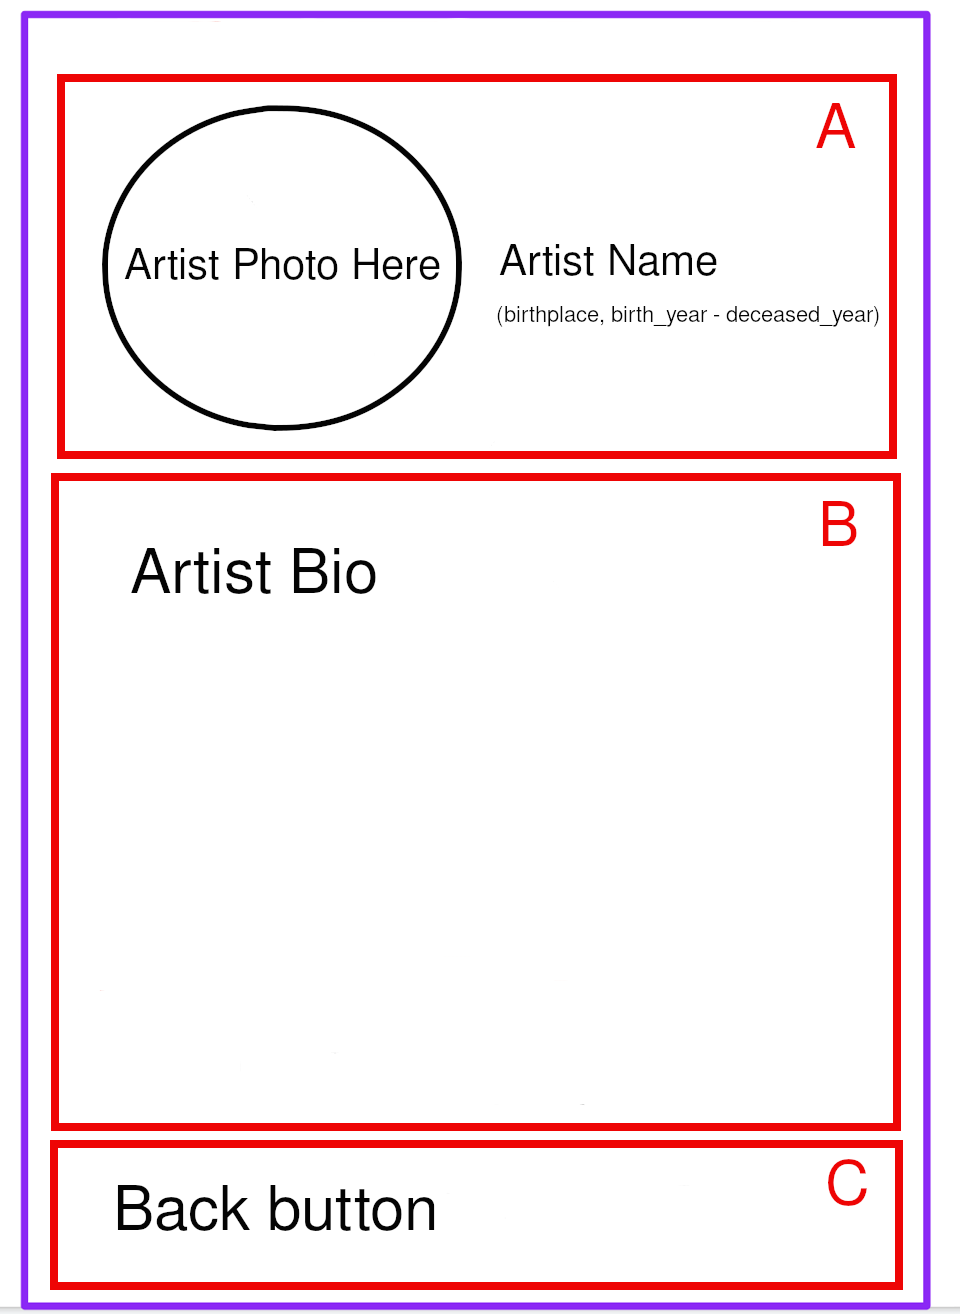 A
Artist Photo Here
Artist Name
(birthplace, birth_year - deceased_year)
B
Artist Bio
C
Back button